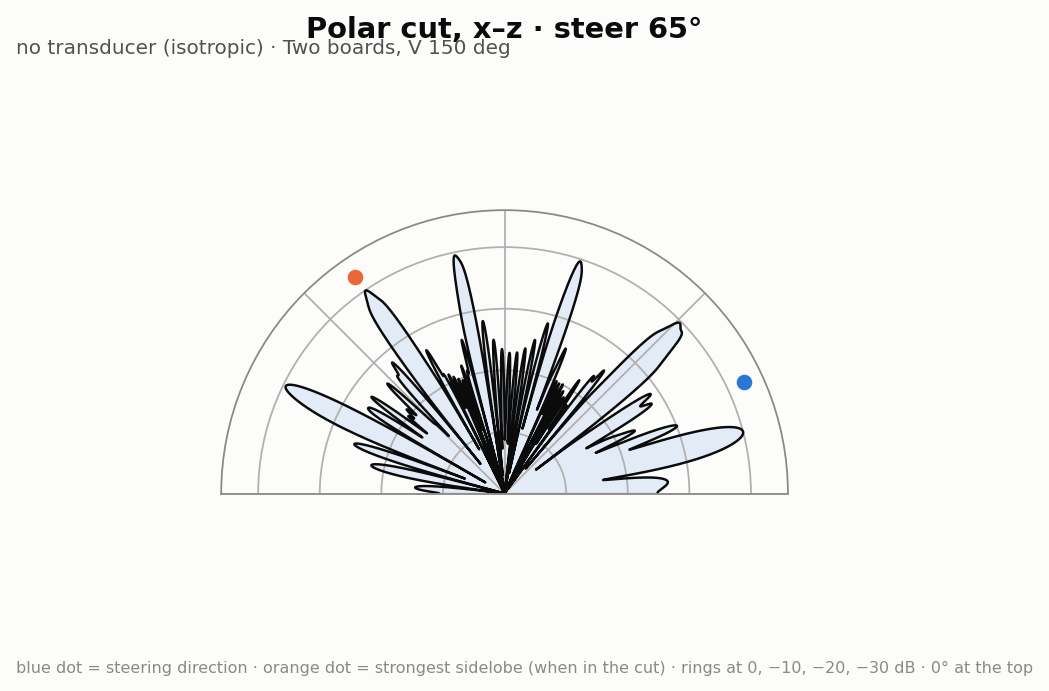 Polar cut, x–z · steer 65°
no transducer (isotropic) · Two boards, V 150 deg
blue dot = steering direction · orange dot = strongest sidelobe (when in the cut) · rings at 0, −10, −20, −30 dB · 0° at the top